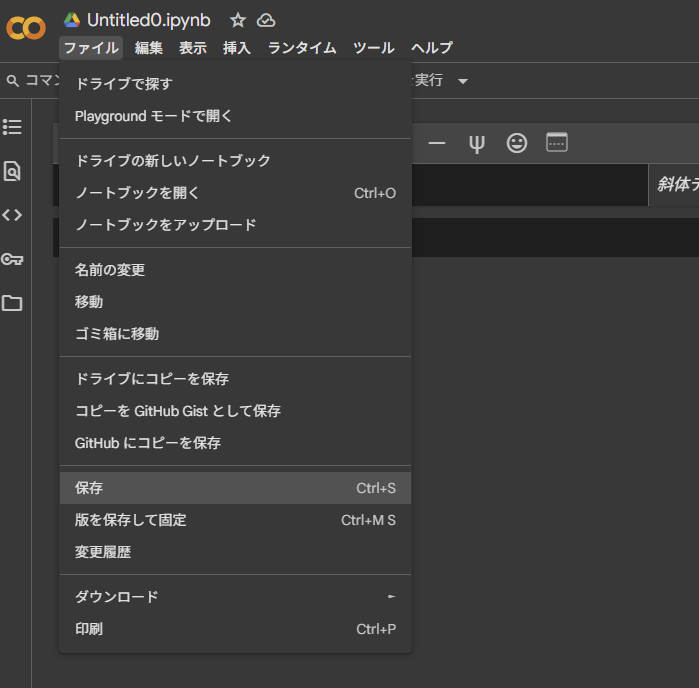 Untitled0.ipynb
ファイル 編集 表示 挿入 ランタイム ツール ヘルプ
コマン
実行
ドライブで探す
Playground モードで開く
ドライブの新しいノートブック
ノートブックを開く Ctrl+O
ノートブックをアップロード
名前の変更
移動
ゴミ箱に移動
ドライブにコピーを保存
コピーを GitHub Gist として保存
GitHub にコピーを保存
保存 Ctrl+S
版を保存して固定 Ctrl+M S
変更履歴
ダウンロード
印刷 Ctrl+P
斜体テ